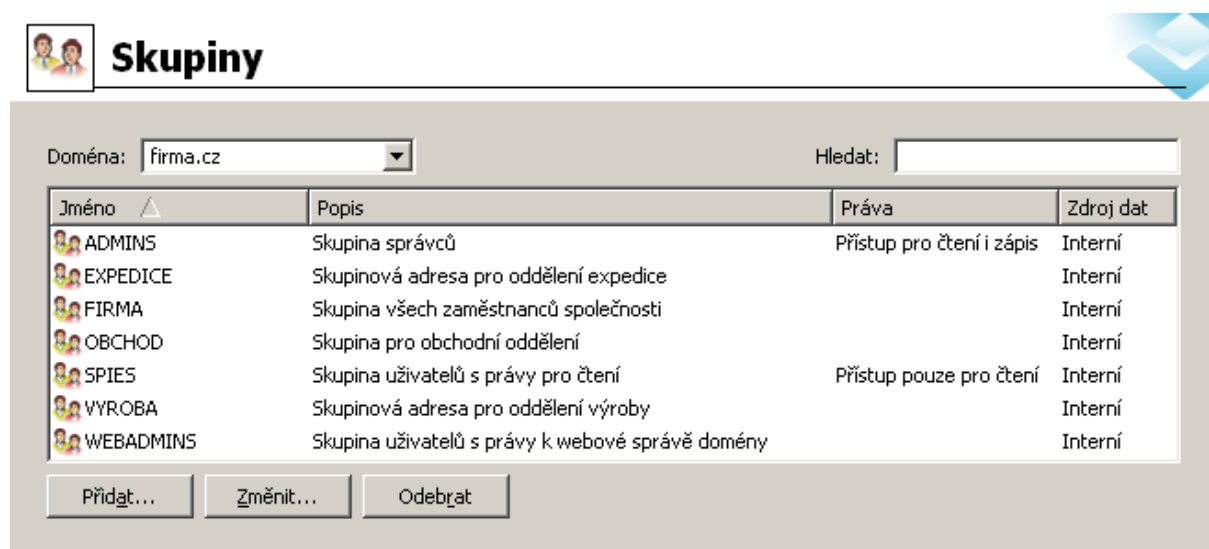 Skupiny
Doména: firma.cz Hledat:
Jméno Popis Práva Zdroj dat
ADMINS Skupina správců Přístup pro čtení i zápis Interní
EXPEDICE Skupinová adresa pro oddělení expedice Interní
FIRMA Skupina všech zaměstnanců společnosti Interní
OBCHOD Skupina pro obchodní oddělení Interní
SPIES Skupina uživatelů s právy pro čtení Přístup pouze pro čtení Interní
VYROBA Skupinová adresa pro oddělení výroby Interní
WEBADMINS Skupina uživatelů s právy k webové správě domény Interní
Přidat... Změnit... Odebrat